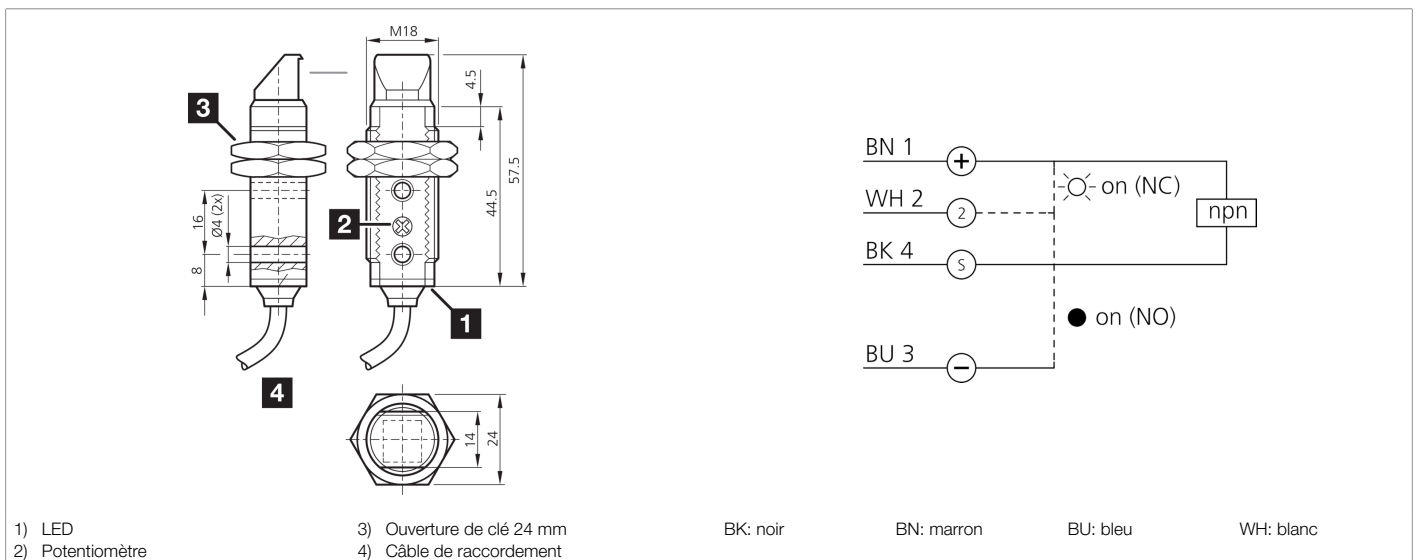 M18
4.5
3
57.5
44.5
16
Ø4 (2x)
2
8
1
4
14
24
BN 1
+
on (NC)
WH 2
2
npn
BK 4
S
on (NO)
BU 3
−
1) LED
2) Potentiomètre
3) Ouverture de clé 24 mm
4) Câble de raccordement
BK: noir
BN: marron
BU: bleu
WH: blanc